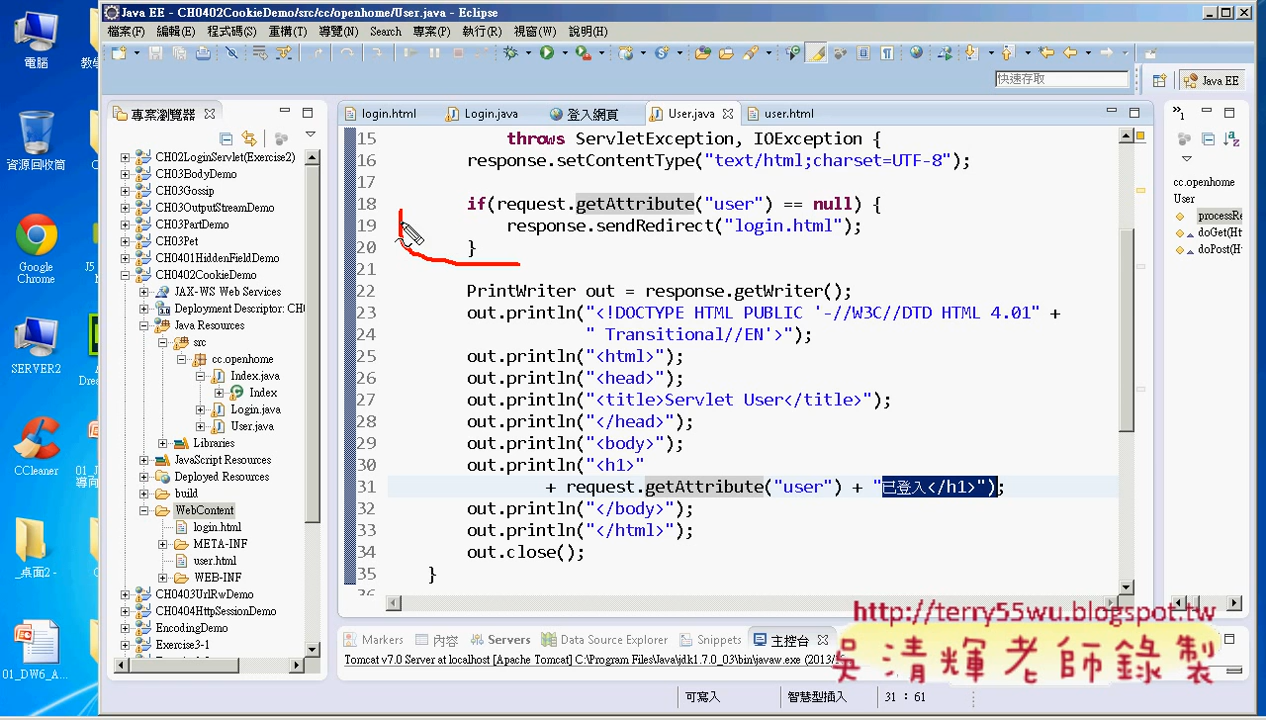 Java EE - CH0402CookieDemo/src/cc/openhome/User.java - Eclipse
檔案(F) 編輯(E) 程式碼(S) 重構(T) 導覽(N) Search 專案(P) 執行(R) 視窗(W) 說明(H)
快速存取
Java EE
電腦
資源回收筒
Google Chrome
SERVER2
CCleaner
_桌面2 -
01_DW6_A...
專案瀏覽器
CH02LoginServlet(Exercise2)
CH03BodyDemo
CH03Gossip
CH03OutputStreamDemo
CH03PartDemo
CH03Pet
CH0401HiddenFieldDemo
CH0402CookieDemo
JAX-WS Web Services
Deployment Descriptor: CH0
Java Resources
src
cc.openhome
Index.java
Index
Login.java
User.java
Libraries
JavaScript Resources
Deployed Resources
build
WebContent
login.html
META-INF
user.html
WEB-INF
CH0403UrlRwDemo
CH0404HttpSessionDemo
EncodingDemo
Exercise3-1
login.html Login.java 登入網頁 User.java user.html
15 throws ServletException, IOException {
16 response.setContentType("text/html;charset=UTF-8");
17
18 if(request.getAttribute("user") == null) {
19 response.sendRedirect("login.html");
20 }
21
22 PrintWriter out = response.getWriter();
23 out.println("<!DOCTYPE HTML PUBLIC '-//W3C//DTD HTML 4.01" +
24 " Transitional//EN'>");
25 out.println("<html>");
26 out.println("<head>");
27 out.println("<title>Servlet User</title>");
28 out.println("</head>");
29 out.println("<body>");
30 out.println("<h1>"
31 + request.getAttribute("user") + "已登入</h1>");
32 out.println("</body>");
33 out.println("</html>");
34 out.close();
35 }
cc.openhome
User
processRe
doGet(Ht
doPost(H
Markers 內容 Servers Data Source Explorer Snippets 主控台
Tomcat v7.0 Server at localhost [Apache Tomcat] C:\Program Files\Java\jdk1.7.0_03\bin\javaw.exe (2013/
可寫入 智慧型插入 31 : 61
http://terry55wu.blogspot.tw
吳清輝老師錄製